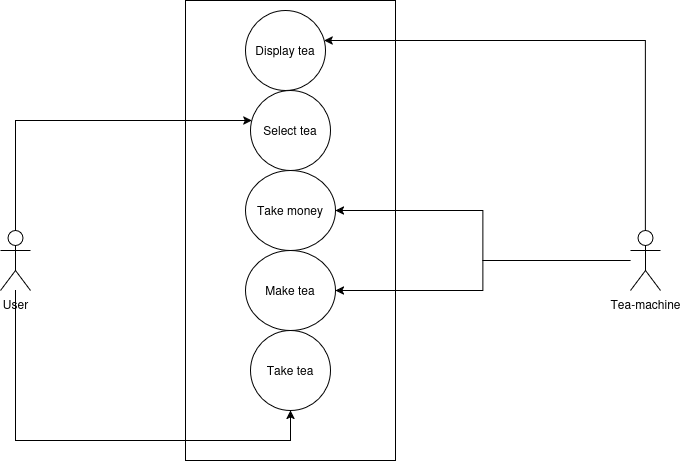 Display tea
Select tea
Take money
Make tea
Take tea
User
Tea-machine